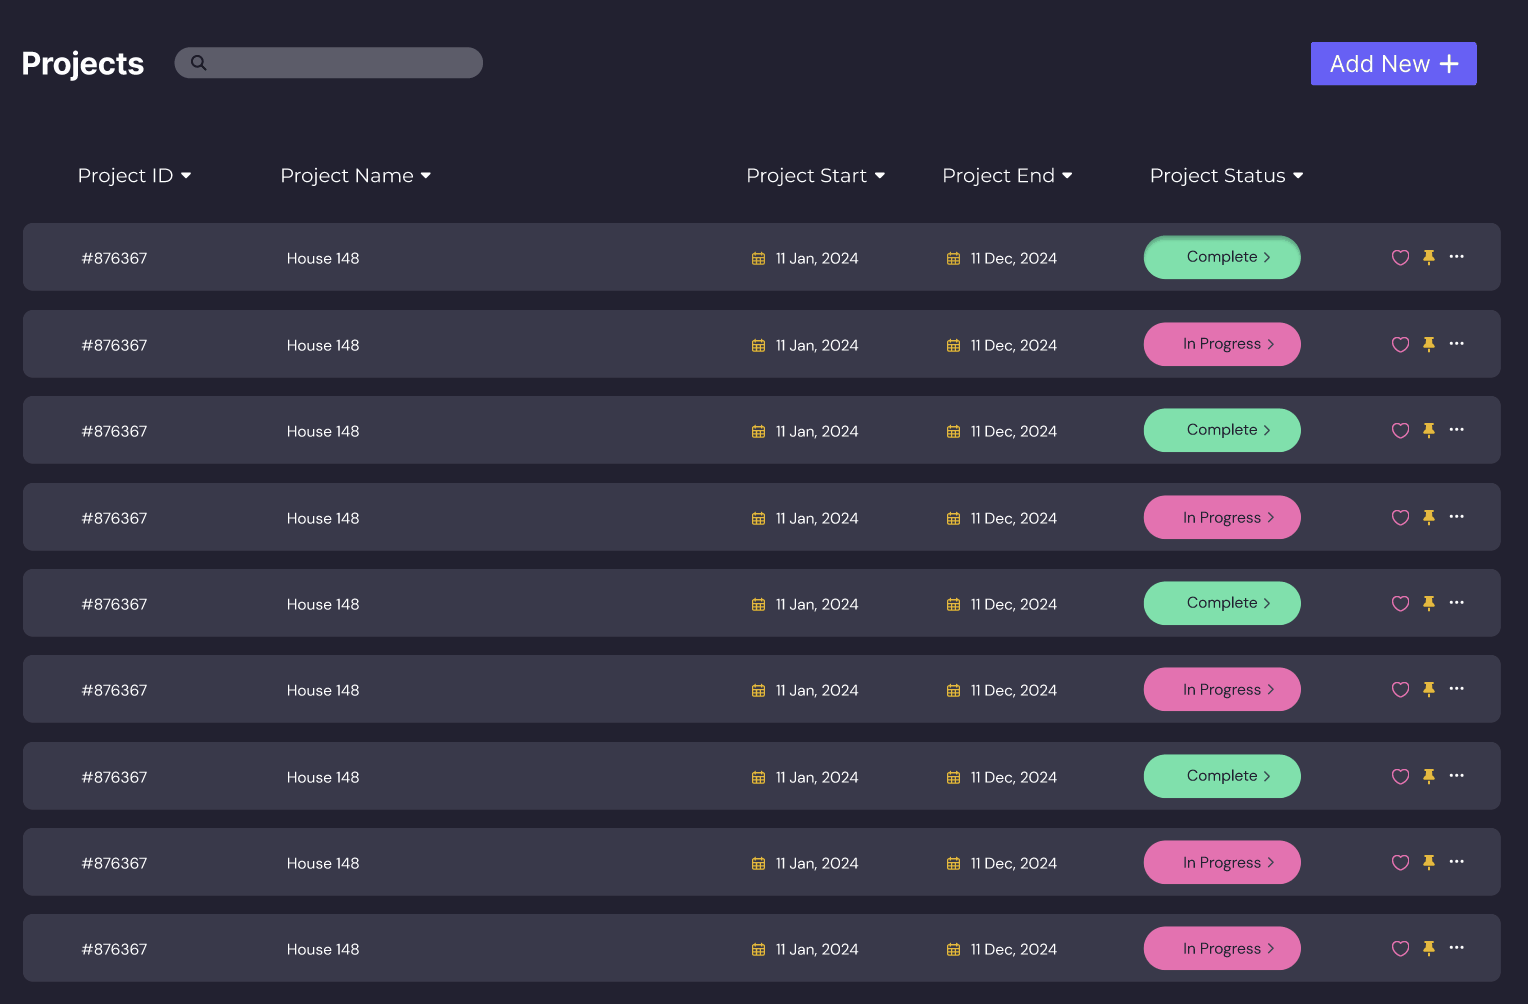 Projects
Add New +
Project ID Project Name Project Start Project End Project Status
#876367 House 148 11 Jan, 2024 11 Dec, 2024 Complete >
#876367 House 148 11 Jan, 2024 11 Dec, 2024 In Progress >
#876367 House 148 11 Jan, 2024 11 Dec, 2024 Complete >
#876367 House 148 11 Jan, 2024 11 Dec, 2024 In Progress >
#876367 House 148 11 Jan, 2024 11 Dec, 2024 Complete >
#876367 House 148 11 Jan, 2024 11 Dec, 2024 In Progress >
#876367 House 148 11 Jan, 2024 11 Dec, 2024 Complete >
#876367 House 148 11 Jan, 2024 11 Dec, 2024 In Progress >
#876367 House 148 11 Jan, 2024 11 Dec, 2024 In Progress >